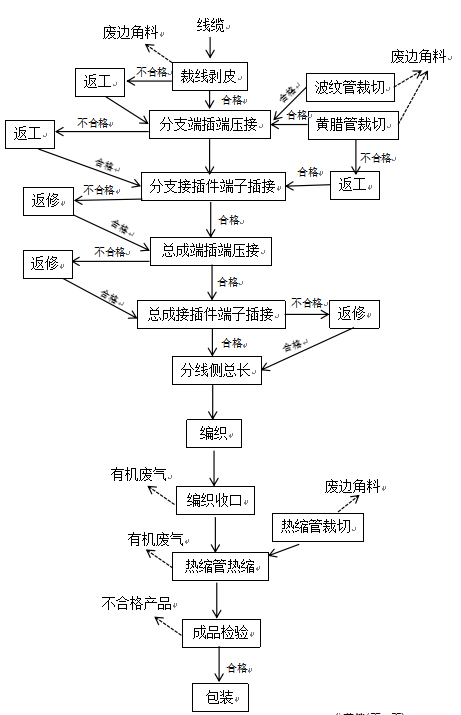 线缆
废边角料
废边角料
裁线剥皮
不合格
返工
合格
波纹管裁切
合格
分支端插端压接
合格
黄腊管裁切
不合格
返工
不合格
合格
合格
返工
分支接插件端子插接
不合格
返修
合格
合格
总成端插端压接
不合格
返修
合格
合格
总成接插件端子插接
不合格
返修
合格
合格
分线侧总长
编织
有机废气
编织收口
废边角料
热缩管裁切
有机废气
热缩管热缩
不合格产品
成品检验
合格
包装